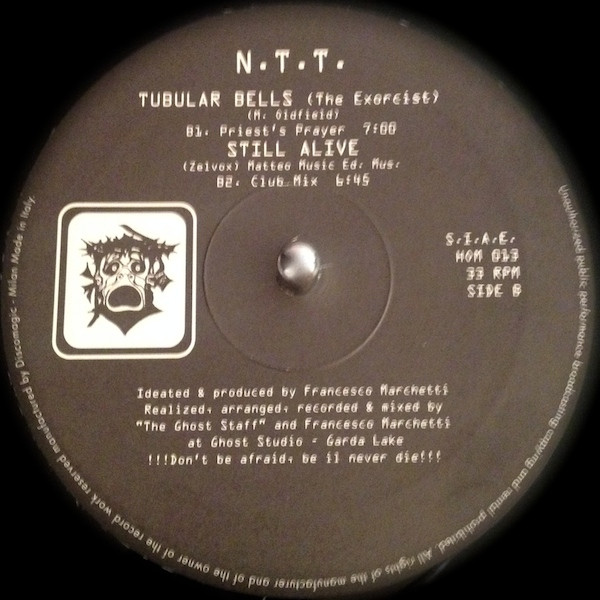 N.T.T.
TUBULAR BELLS (The Exorcist)
(M. Oldfield)
B1. Priest's Prayer 7:00
STILL ALIVE
(Zelvox) Matteo Music Ed. Mus.
B2. Club Mix 6:45
S.I.A.E.
HOM 013
33 RPM
SIDE B
Ideated & produced by Francesco Marchetti
Realized, arranged, recorded & mixed by
"The Ghost Staff" and Francesco Marchetti
at Ghost Studio - Garda Lake
!!!Don't be afraid, be ii never die!!!
Unauthorized public performance broadcasting copying and rental prohibited. All rights of the manufacturer and of the owner of the record work reserved manufactured by Discomagic - Milan Made in Italy.